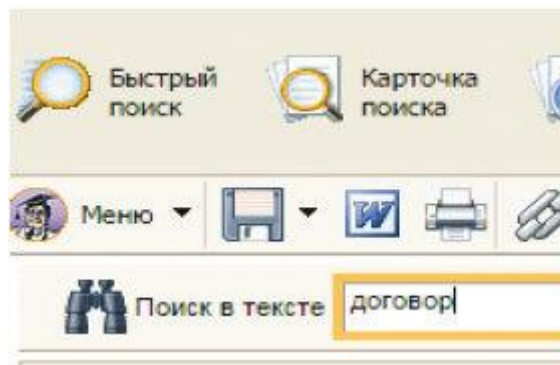 Быстрый
поиск
Карточка
поиска
Меню
W
Поиск в тексте
договор